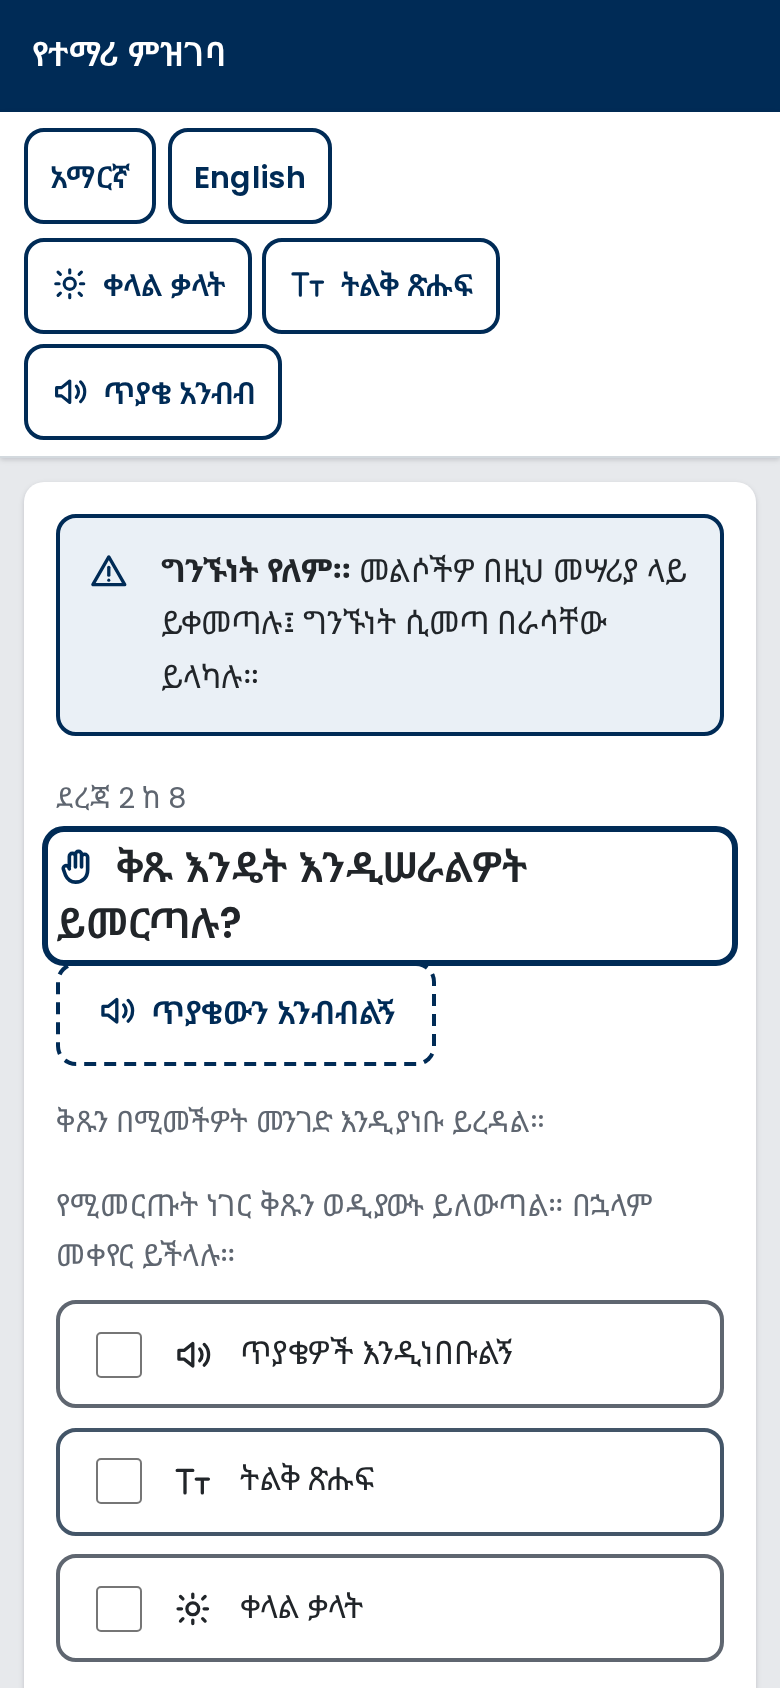 የተማሪ ምዝገባ
አማርኛ
English
ቀላል ቃላት
ትልቅ ጽሑፍ
ጥያቄ አንብብ
ግንኙነት የለም። መልሶችዎ በዚህ መሣሪያ ላይ
ይቀመጣሉ፤ ግንኙነት ሲመጣ በራሳቸው
ይላካሉ።
ደረጃ 2 ከ 8
ቅጹ እንዴት እንዲሠራልዎት
ይመርጣሉ?
ጥያቄውን አንብብልኝ
ቅጹን በሚመችዎት መንገድ እንዲያነቡ ይረዳል።
የሚመርጡት ነገር ቅጹን ወዲያውኑ ይለውጣል። በኋላም
መቀየር ይችላሉ።
ጥያቄዎች እንዲነበቡልኝ
ትልቅ ጽሑፍ
ቀላል ቃላት